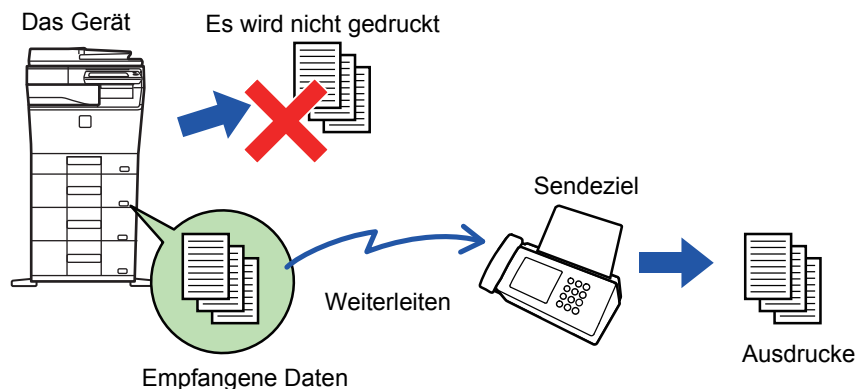 Das Gerät
Es wird nicht gedruckt
Sendeziel
Weiterleiten
Ausdrucke
Empfangene Daten